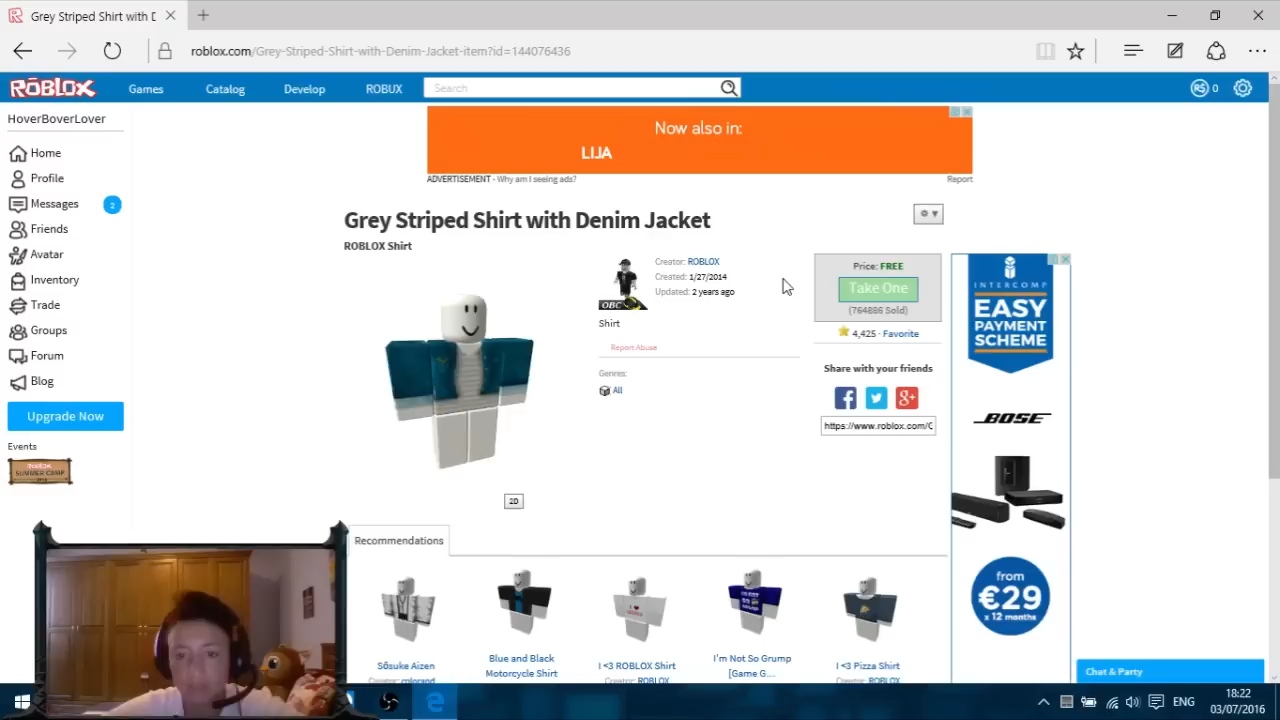 Grey Striped Shirt with D
roblox.com/Grey-Striped-Shirt-with-Denim-Jacket-item?id=144076436
ROBLOX
Games
Catalog
Develop
ROBUX
Search
R$ 0
HoverBoverLover
Now also in:
LIJA
ADVERTISEMENT - Why am I seeing ads?
Report
Home
Profile
Messages
2
Friends
Avatar
Inventory
Trade
Groups
Forum
Blog
Upgrade Now
Events
ROBLOX
SUMMER CAMP
Grey Striped Shirt with Denim Jacket
ROBLOX Shirt
Creator: ROBLOX
Created: 1/27/2014
Updated: 2 years ago
OBC
Shirt
Report Abuse
Genres:
All
2D
Price: FREE
Take One
(764886 Sold)
4,425 · Favorite
Share with your friends
https://www.roblox.com/G
INTERCOMP
EASY
PAYMENT
SCHEME
BOSE
from
€29
x 12 months
Recommendations
Sōsuke Aizen
Creator: colorand
Blue and Black
Motorcycle Shirt
I <3 ROBLOX Shirt
Creator: ROBLOX
I'm Not So Grump
[Game G...
I <3 Pizza Shirt
Creator: ROBLOX
Chat & Party
ENG
18:22
03/07/2016